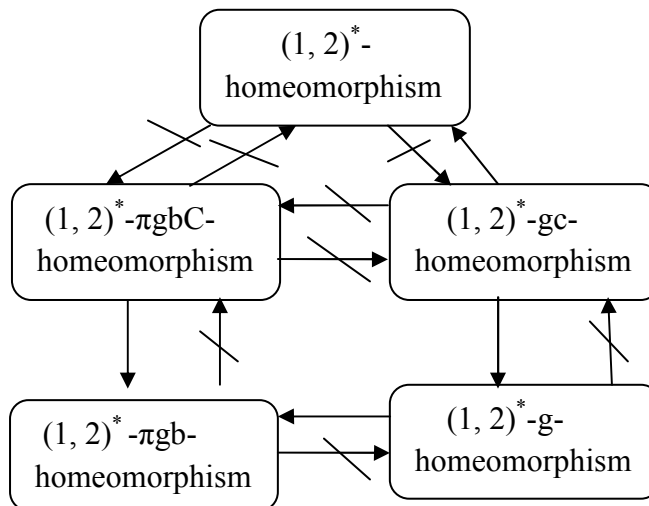 (1, 2)*-
homeomorphism
(1, 2)*-πgbC-
homeomorphism
(1, 2)*-gc-
homeomorphism
(1, 2)* -πgb-
homeomorphism
(1, 2)*-g-
homeomorphism